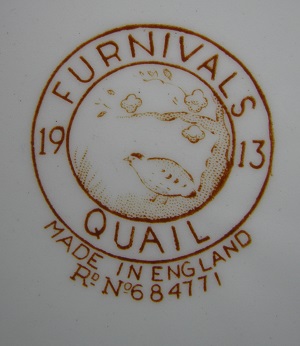 FURNIVALS
19 13
QUAIL
MADE IN ENGLAND
RD No 684771